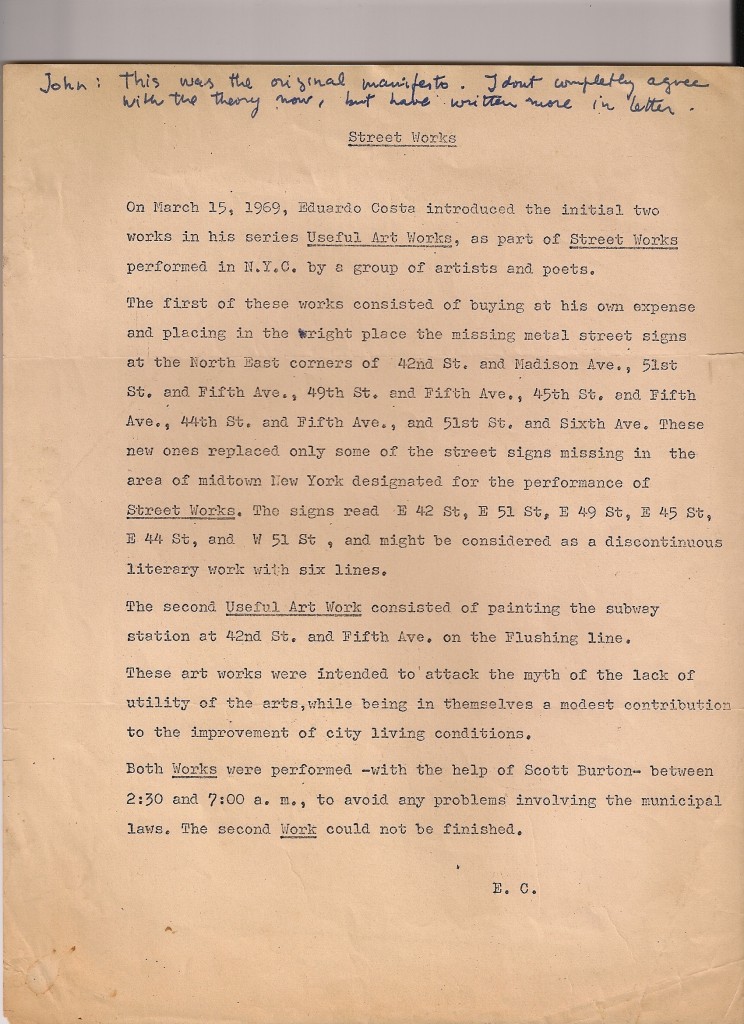 John: This was the original manifesto. I dont completly agree
with the theory now, but have written more in letter.
Street Works
On March 15, 1969, Eduardo Costa introduced the initial two
works in his series Useful Art Works, as part of Street Works
performed in N.Y.C. by a group of artists and poets.
The first of these works consisted of buying at his own expense
and placing in the right place the missing metal street signs
at the North East corners of 42nd St. and Madison Ave., 51st
St. and Fifth Ave., 49th St. and Fifth Ave., 45th St. and Fifth
Ave., 44th St. and Fifth Ave., and 51st St. and Sixth Ave. These
new ones replaced only some of the street signs missing in the
area of midtown New York designated for the performance of
Street Works. The signs read E 42 St, E 51 St, E 49 St, E 45 St,
E 44 St, and W 51 St , and might be considered as a discontinuous
literary work with six lines.
The second Useful Art Work consisted of painting the subway
station at 42nd St. and Fifth Ave. on the Flushing line.
These art works were intended to attack the myth of the lack of
utility of the arts,while being in themselves a modest contribution
to the improvement of city living conditions.
Both Works were performed -with the help of Scott Burton- between
2:30 and 7:00 a. m., to avoid any problems involving the municipal
laws. The second Work could not be finished.
E. C.